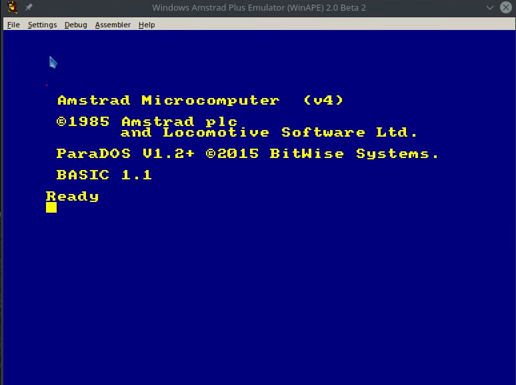 Windows Amstrad Plus Emulator (WinAPE) 2.0 Beta 2
File Settings Debug Assembler Help
Amstrad Microcomputer (v4)
©1985 Amstrad plc
and Locomotive Software Ltd.
ParaDOS V1.2+ ©2015 BitWise Systems.
BASIC 1.1
Ready